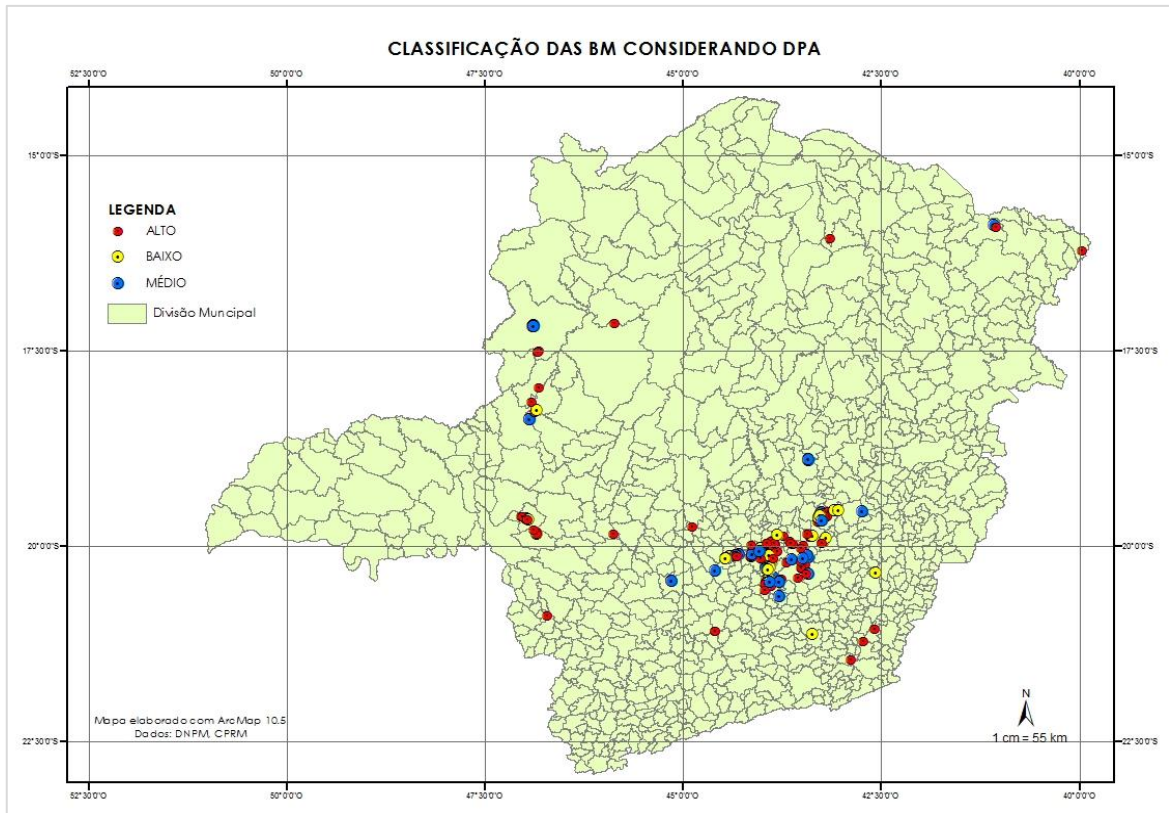 CLASSIFICAÇÃO DAS BM CONSIDERANDO DPA
52°30'0"O 50°0'0"O 47°30'0"O 45°0'0"O 42°30'0"O 40°0'0"O
15°0'0"S 15°0'0"S
LEGENDA
ALTO
BAIXO
MÉDIO
Divisão Muncipal
17°30'0"S 17°30'0"S
20°0'0"S 20°0'0"S
N
Mapa elaborado com ArcMap 10.5
Dados: DNPM, CPRM
1 cm = 55 km
22°30'0"S 22°30'0"S
52°30'0"O 50°0'0"O 47°30'0"O 45°0'0"O 42°30'0"O 40°0'0"O